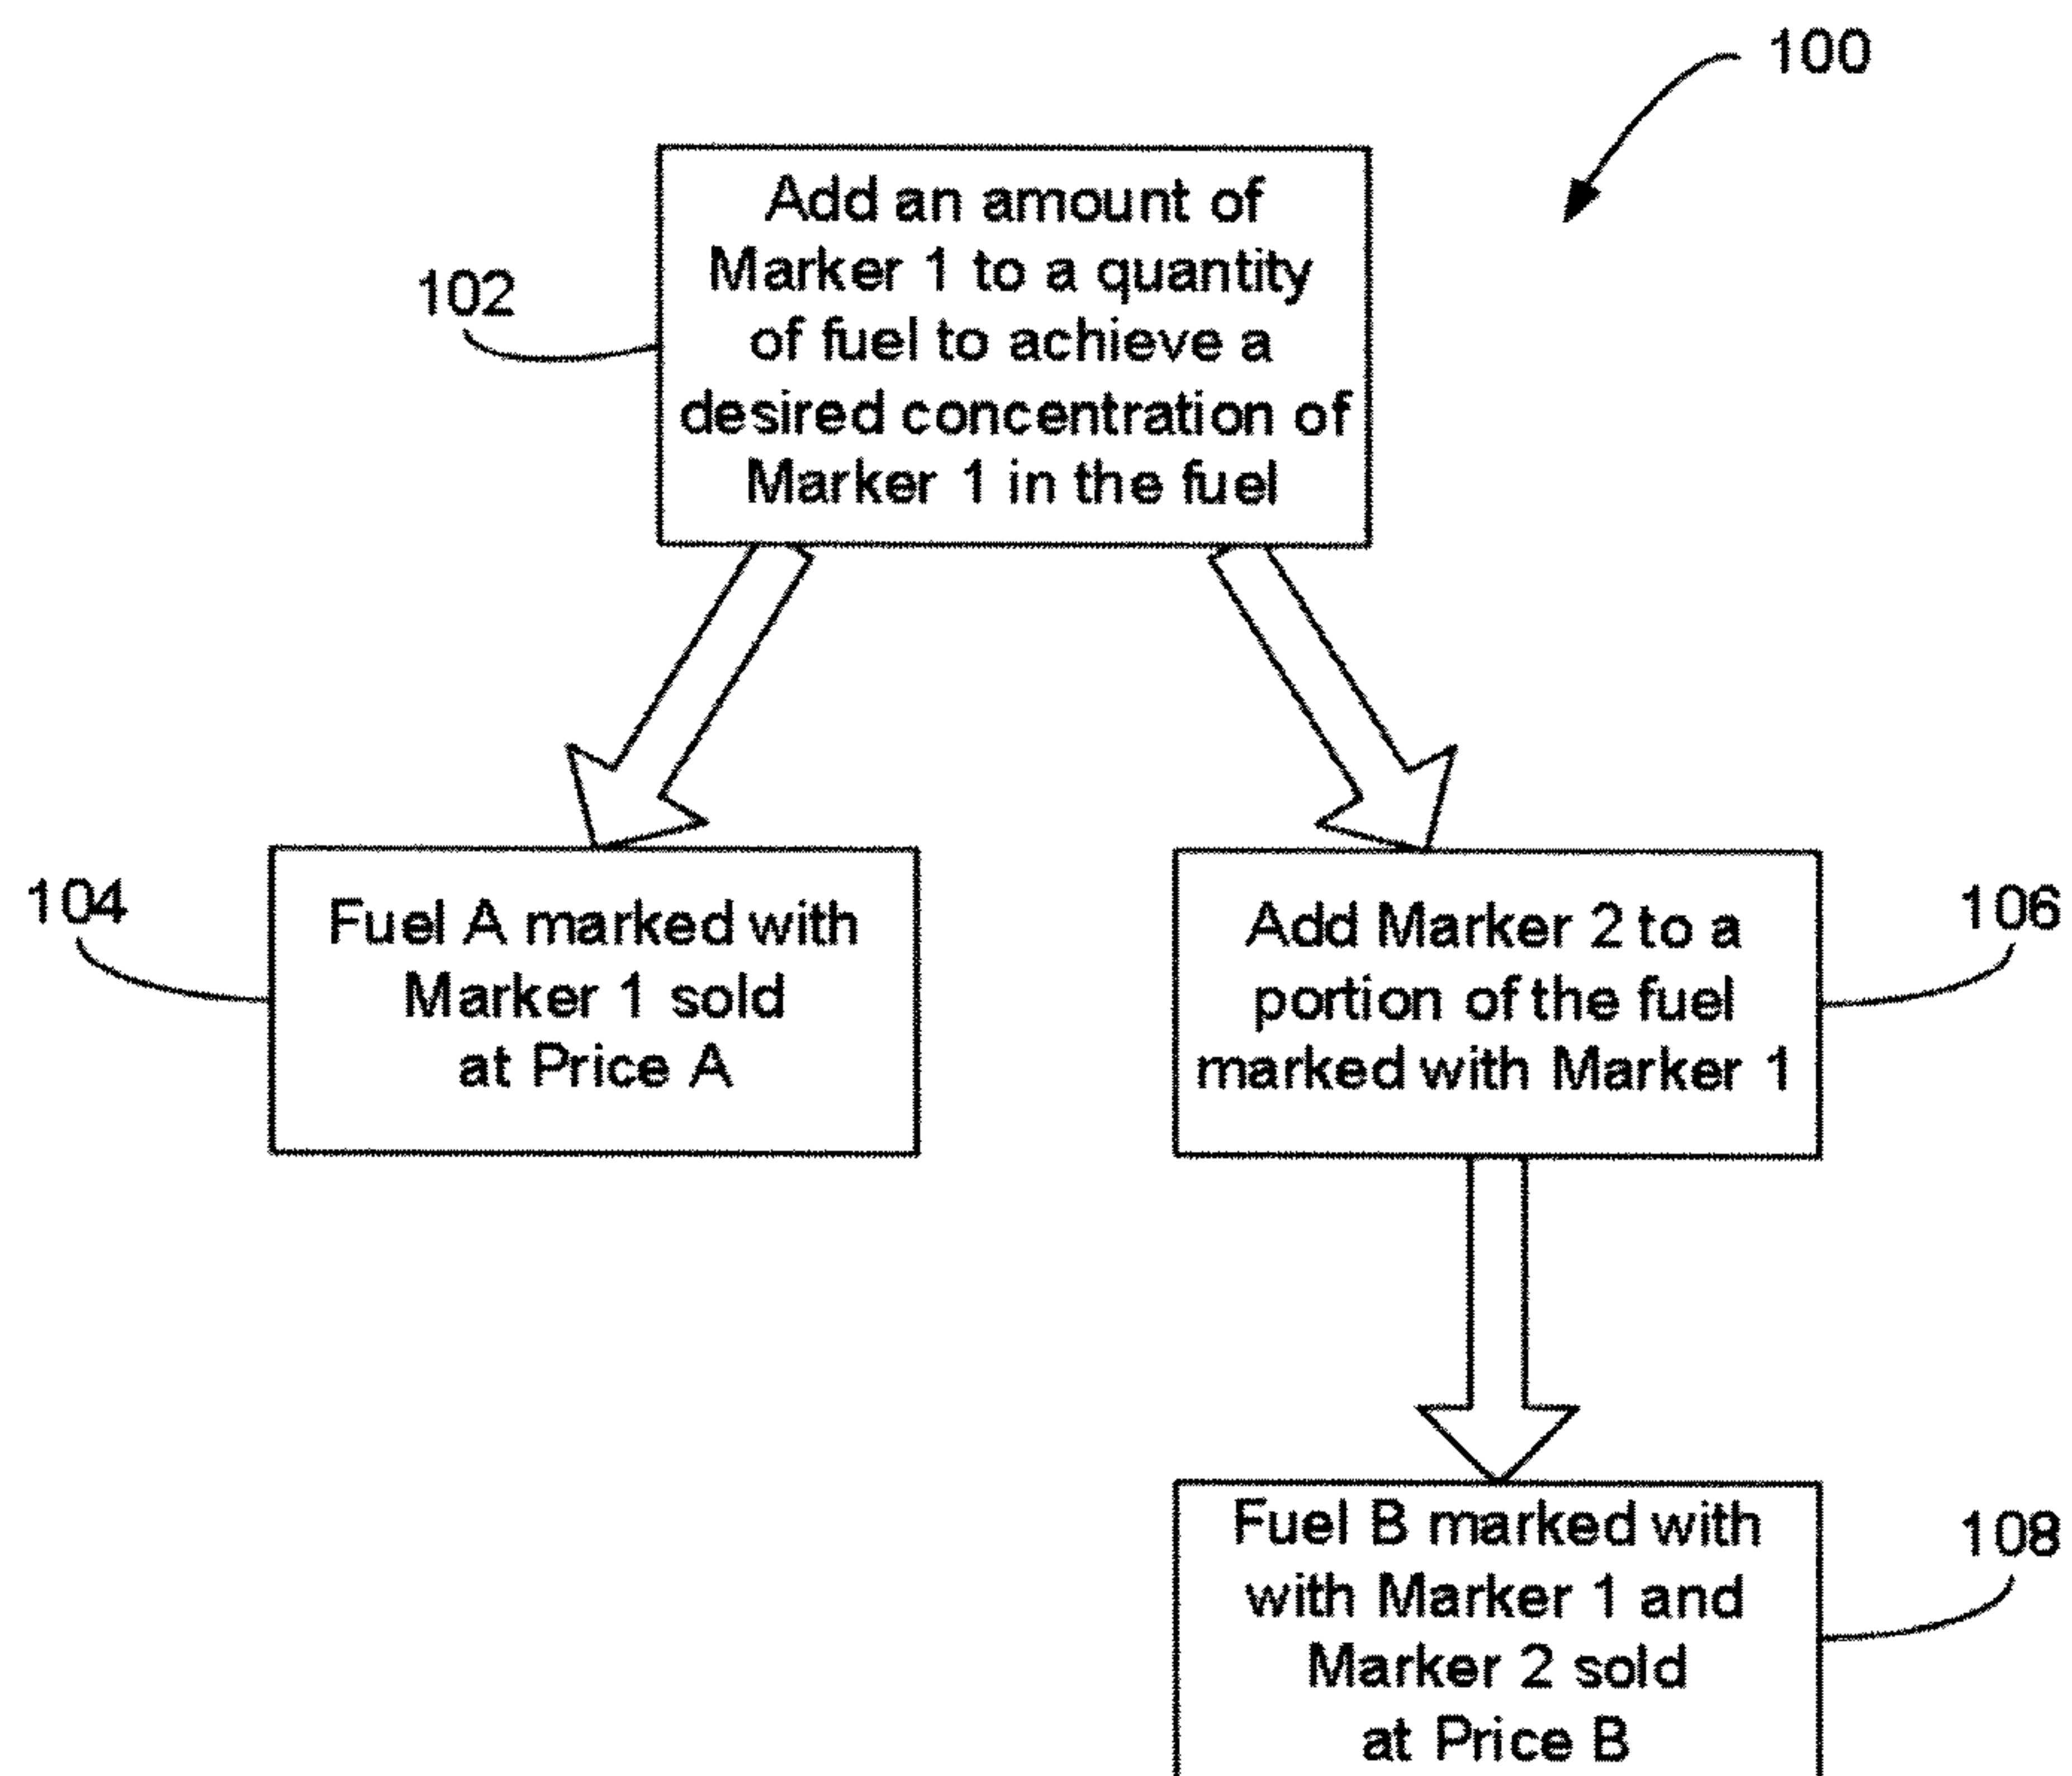 100
Add an amount of
Marker 1 to a quantity
of fuel to achieve a
desired concentration of
Marker 1 in the fuel
102
Fuel A marked with
Marker 1 sold
at Price A
104
Add Marker 2 to a
portion of the fuel
marked with Marker 1
106
Fuel B marked with
with Marker 1 and
Marker 2 sold
at Price B
108